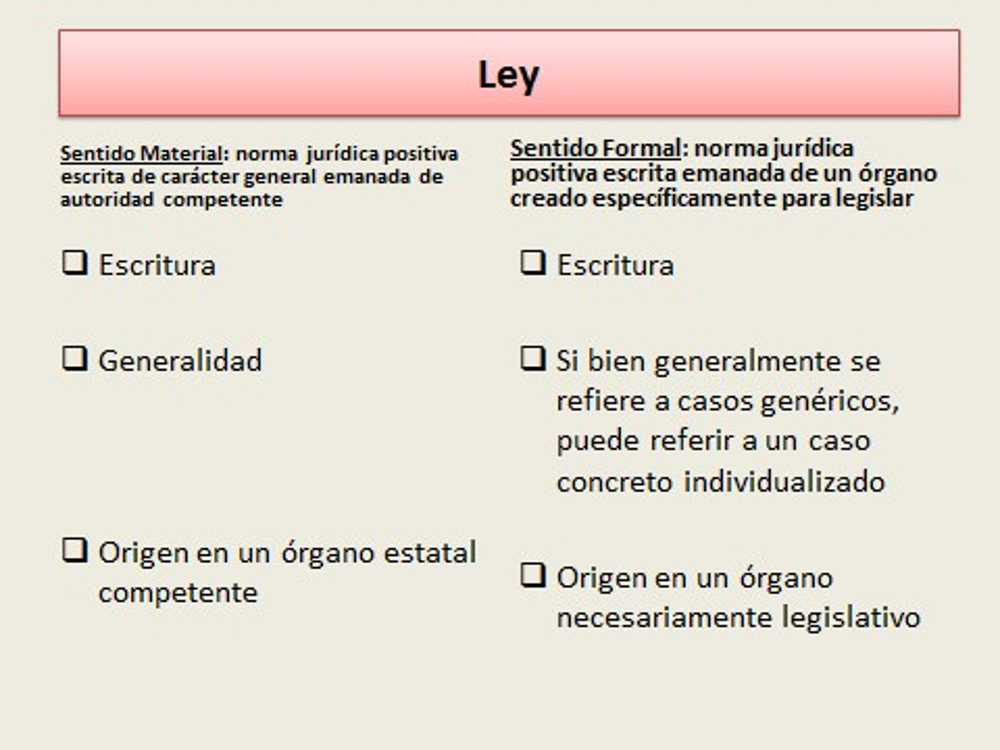 Ley
Sentido Material: norma jurídica positiva
escrita de carácter general emanada de
autoridad competente
❑ Escritura
❑ Generalidad
❑ Origen en un órgano estatal
competente
Sentido Formal: norma jurídica
positiva escrita emanada de un órgano
creado específicamente para legislar
❑ Escritura
❑ Si bien generalmente se
refiere a casos genéricos,
puede referir a un caso
concreto individualizado
❑ Origen en un órgano
necesariamente legislativo